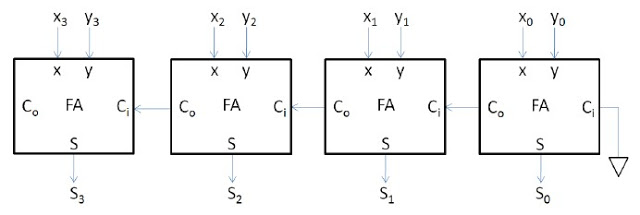 x₃ y₃ x₂ y₂ x₁ y₁ x₀ y₀
x y x y x y x y
Cₒ FA Cᵢ Cₒ FA Cᵢ Cₒ FA Cᵢ Cₒ FA Cᵢ
S S S S
S₃ S₂ S₁ S₀